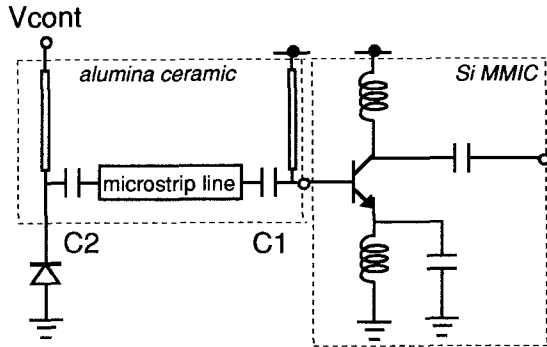 Vcont
alumina ceramic
Si MMIC
microstrip line
C2
C1